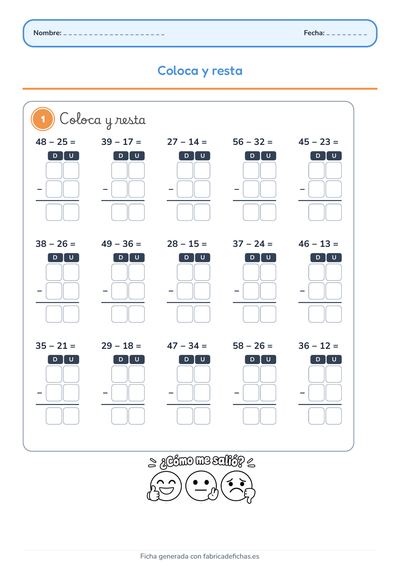 Nombre: Fecha:
Coloca y resta
1 Coloca y resta
48 – 25 = 39 – 17 = 27 – 14 = 56 – 32 = 45 – 23 =
D U D U D U D U D U
– – – – –
38 – 26 = 49 – 36 = 28 – 15 = 37 – 24 = 46 – 13 =
D U D U D U D U D U
– – – – –
35 – 21 = 29 – 18 = 47 – 34 = 58 – 26 = 36 – 12 =
D U D U D U D U D U
– – – – –
¿Cómo me salió?
Ficha generada con fabricadefichas.es